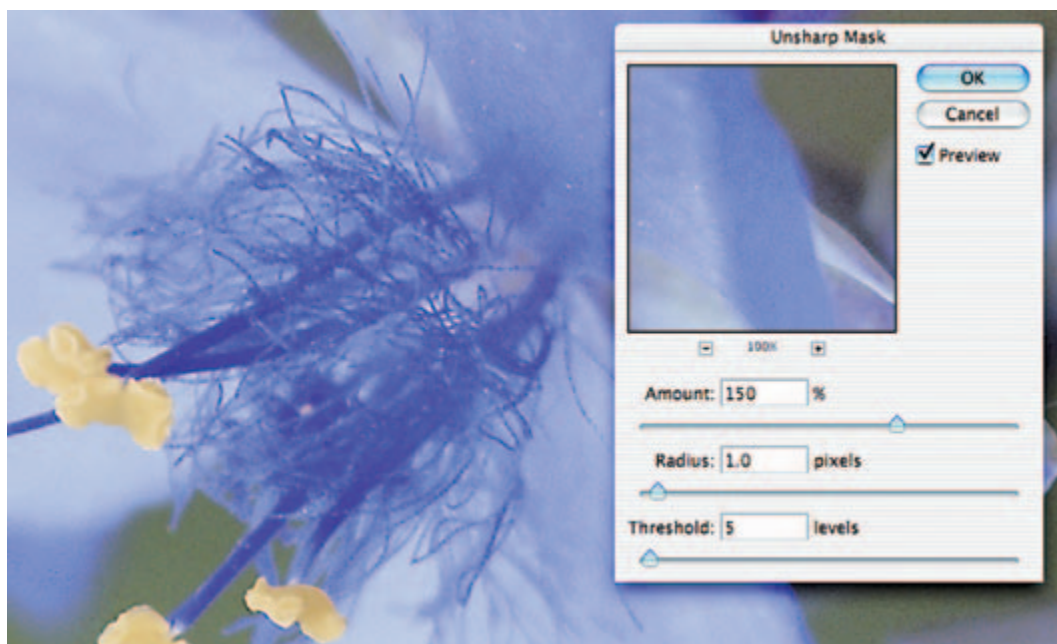 Unsharp Mask
OK
Cancel
Preview
100%
Amount: 150 %
Radius: 1.0 pixels
Threshold: 5 levels